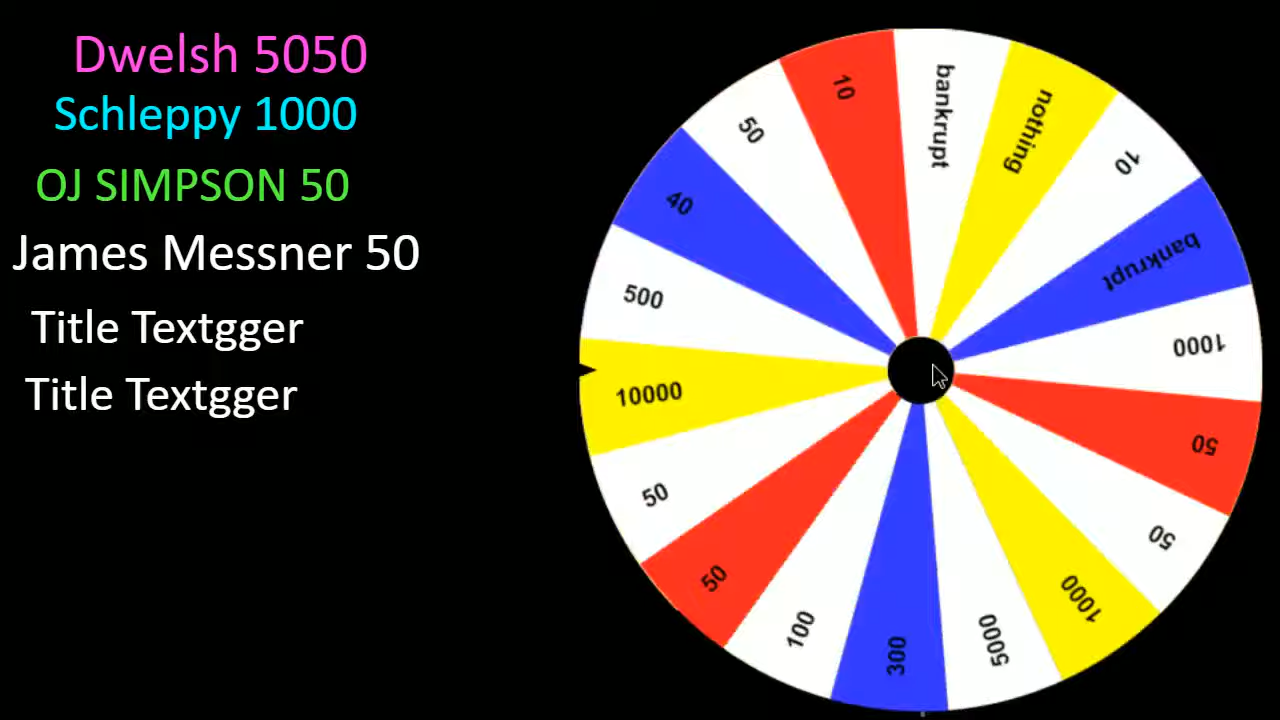 Dwelsh 5050
Schleppy 1000
OJ SIMPSON 50
James Messner 50
Title Textgger
Title Textgger
bankrupt
nothing
10
bankrupt
1000
50
50
1000
5000
300
100
50
50
10000
500
40
50
10